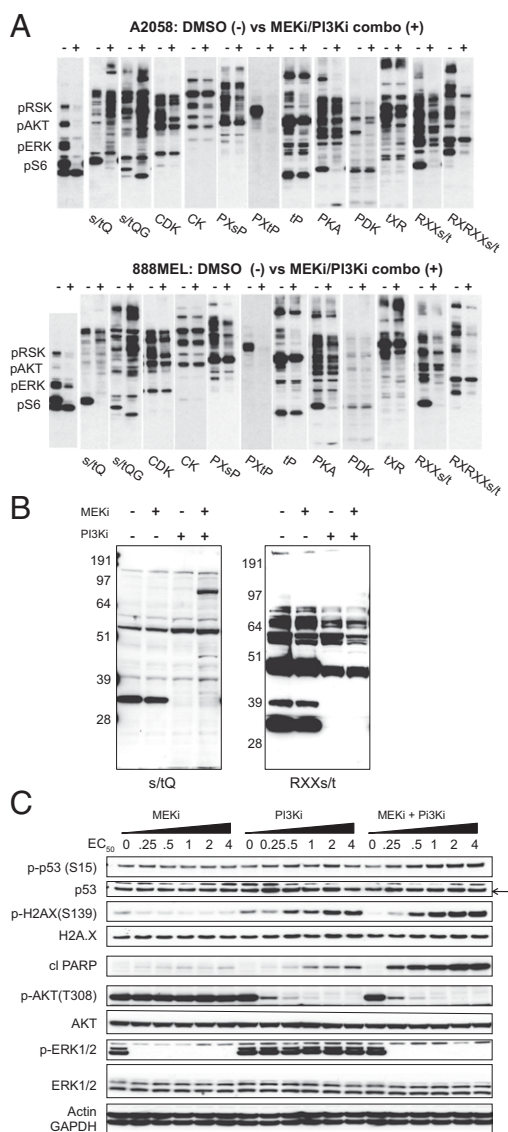 A
A2058: DMSO (-) vs MEKi/PI3Ki combo (+)
- + - + - + - + - + - + - + - + - + - + - + - + - +
pRSK
pAKT
pERK
pS6
s/tQ s/tQG CDK CK PXsP PXtP tP PKA PDK tXR RXXs/t RXRXXs/t
888MEL: DMSO (-) vs MEKi/PI3Ki combo (+)
- + - + - + - + - + - + - + - + - + - + - + - + - +
pRSK
pAKT
pERK
pS6
s/tQ s/tQG CDK CK PXsP PXtP tP PKA PDK tXR RXXs/t RXRXXs/t
B
MEKi - + - + - + - +
PI3Ki - - + + - - + +
191 191
97 97
64 64
51 51
39 39
28 28
s/tQ RXXs/t
C
MEKi PI3Ki MEKi + Pi3Ki
EC50 0 .25 .5 1 2 4 0 0.25 .5 1 2 4 0 .25 .5 1 2 4
p-p53 (S15)
p53
p-H2AX(S139)
H2A.X
cl PARP
p-AKT(T308)
AKT
p-ERK1/2
ERK1/2
Actin
GAPDH